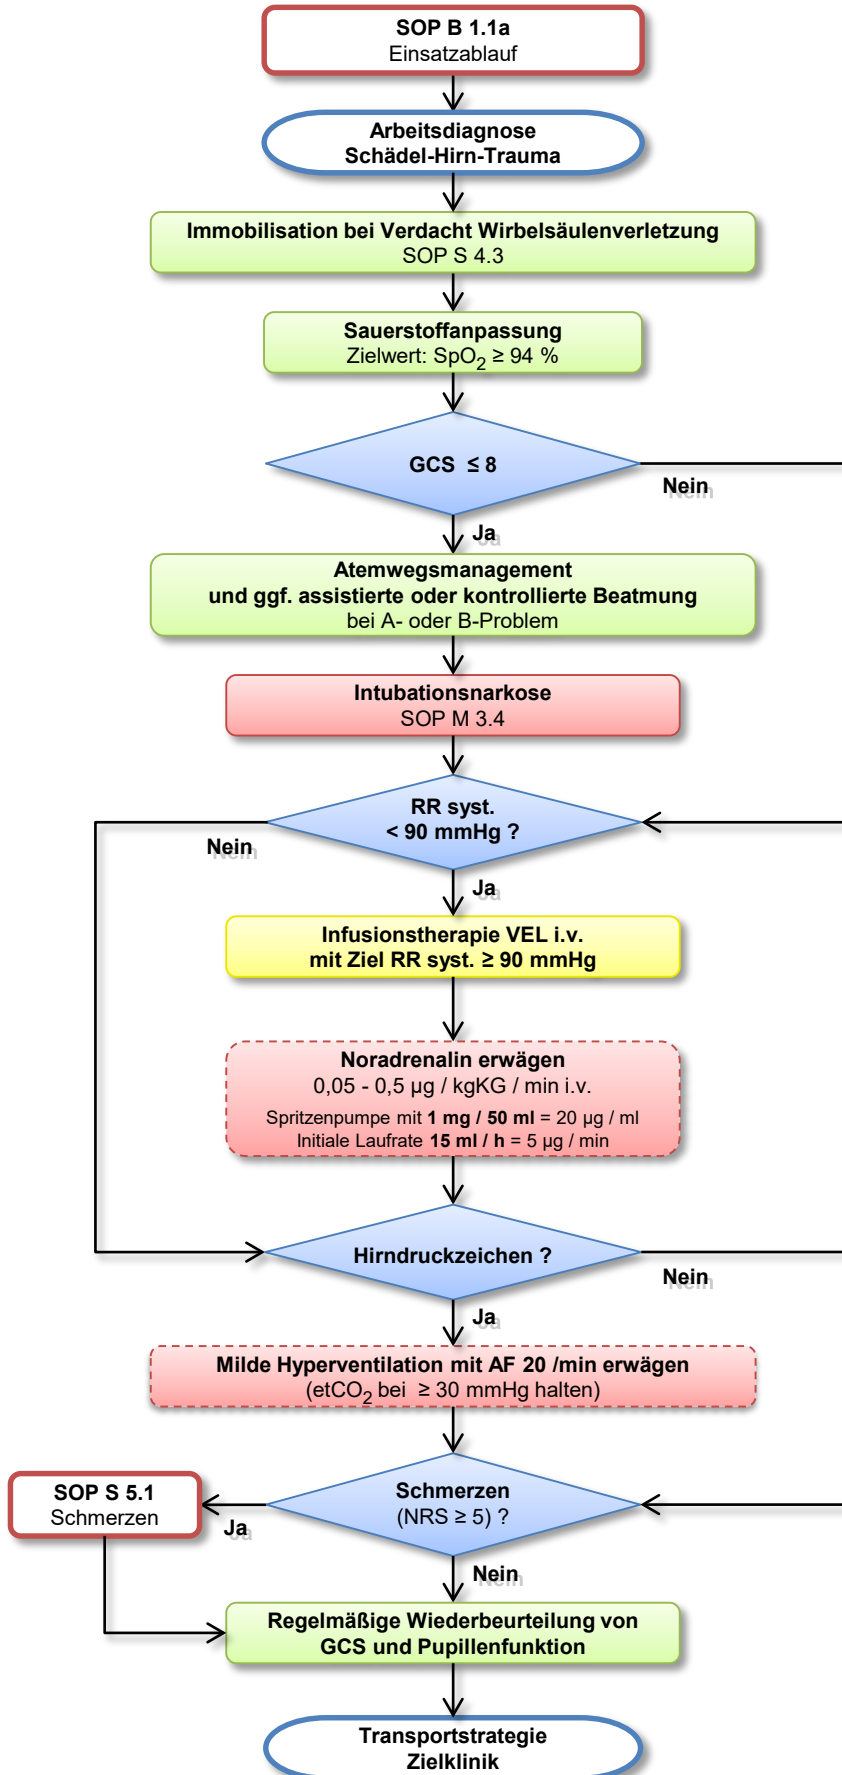 SOP B 1.1a
Einsatzablauf
Arbeitsdiagnose
Schädel-Hirn-Trauma
Immobilisation bei Verdacht Wirbelsäulenverletzung
SOP S 4.3
Sauerstoffanpassung
Zielwert: SpO₂ ≥ 94 %
GCS ≤ 8
Nein
Ja
Atemwegsmanagement
und ggf. assistierte oder kontrollierte Beatmung
bei A- oder B-Problem
Intubationsnarkose
SOP M 3.4
RR syst.
< 90 mmHg ?
Nein
Ja
Infusionstherapie VEL i.v.
mit Ziel RR syst. ≥ 90 mmHg
Noradrenalin erwägen
0,05 - 0,5 µg / kgKG / min i.v.
Spritzenpumpe mit 1 mg / 50 ml = 20 µg / ml
Initiale Laufrate 15 ml / h = 5 µg / min
Hirndruckzeichen ?
Nein
Ja
Milde Hyperventilation mit AF 20 /min erwägen
(etCO₂ bei ≥ 30 mmHg halten)
Schmerzen
(NRS ≥ 5) ?
SOP S 5.1
Schmerzen
Ja
Nein
Regelmäßige Wiederbeurteilung von
GCS und Pupillenfunktion
Transportstrategie
Zielklinik